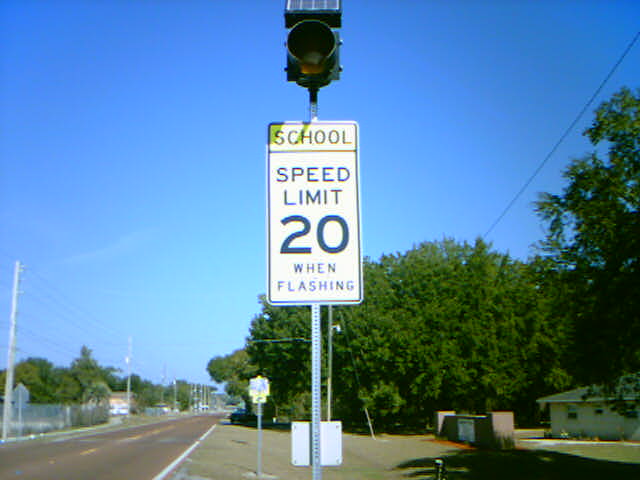 SCHOOL
SPEED
LIMIT
20
WHEN
FLASHING